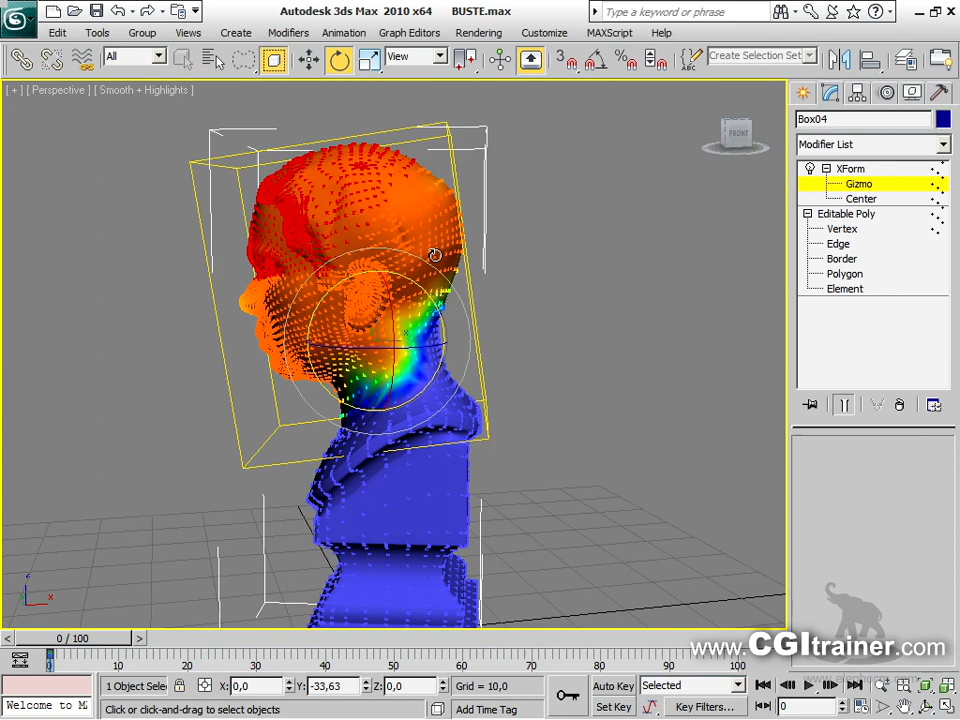 Autodesk 3ds Max 2010 x64 BUSTE.max
Type a keyword or phrase
Edit Tools Group Views Create Modifiers Animation Graph Editors Rendering Customize MAXScript Help
All
View
Create Selection Set
[ + ] [ Perspective ] [ Smooth + Highlights ]
FRONT
Box04
Modifier List
XForm
Gizmo
Center
Editable Poly
Vertex
Edge
Border
Polygon
Element
z
x
0 / 100
0 10 20 30 40 50 60 70 80 90 100
www.CGItrainer.com
1 Object Sele
X: 0,0
Y: -33,63
Z: 0,0
Grid = 10,0
Auto Key
Selected
Welcome to M
Click or click-and-drag to select objects
Add Time Tag
Set Key
Key Filters...
0